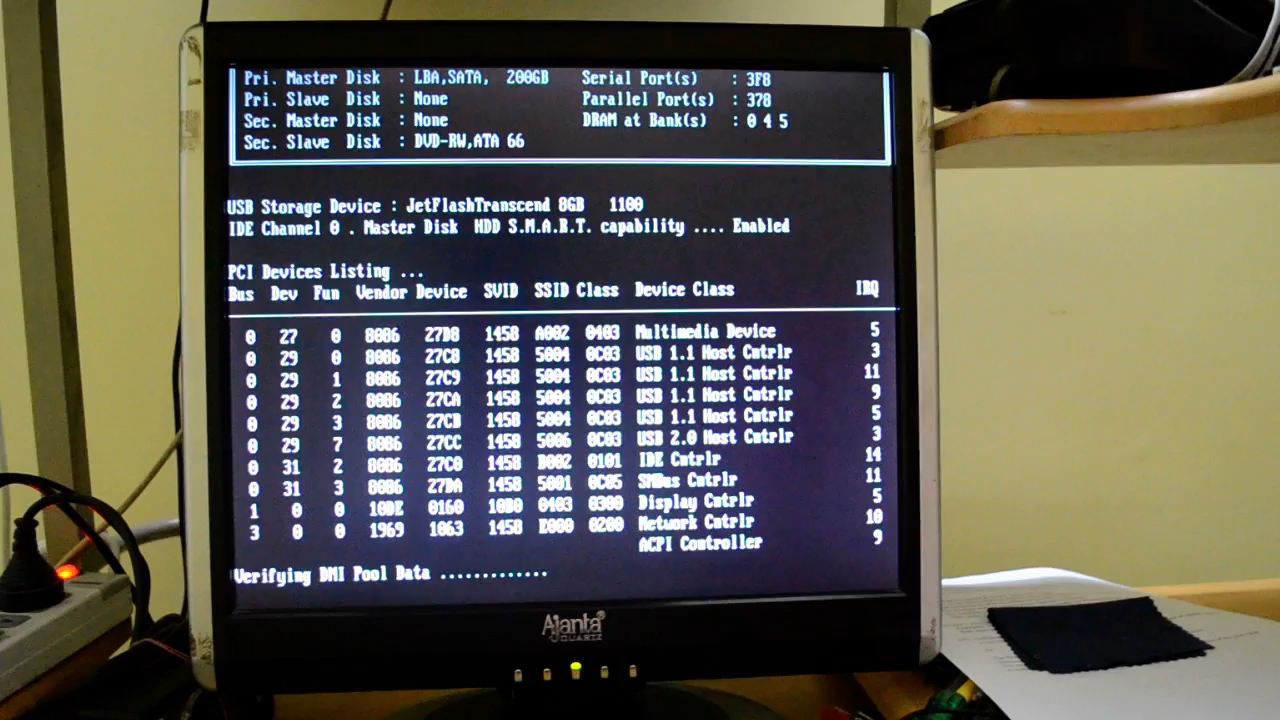 Pri. Master Disk : LBA,SATA, 200GB Serial Port(s) : 3F8
Pri. Slave Disk : None Parallel Port(s) : 378
Sec. Master Disk : None DRAM at Bank(s) : 0 4 5
Sec. Slave Disk : DVD-RW,ATA 66
USB Storage Device : JetFlashTranscend 8GB 1100
IDE Channel 0 . Master Disk HDD S.M.A.R.T. capability .... Enabled
PCI Devices Listing ...
Bus Dev Fun Vendor Device SVID SSID Class Device Class IRQ
0 27 0 8086 27D8 1458 A002 0403 Multimedia Device 5
0 29 0 8086 27C8 1458 5004 0C03 USB 1.1 Host Cntrlr 3
0 29 1 8086 27C9 1458 5004 0C03 USB 1.1 Host Cntrlr 11
0 29 2 8086 27CA 1458 5004 0C03 USB 1.1 Host Cntrlr 9
0 29 3 8086 27CB 1458 5004 0C03 USB 1.1 Host Cntrlr 5
0 29 7 8086 27CC 1458 5006 0C03 USB 2.0 Host Cntrlr 3
0 31 2 8086 27C0 1458 B002 0101 IDE Cntrlr 14
0 31 3 8086 27DA 1458 5001 0C05 SMBus Cntrlr 11
1 0 0 10DE 0160 10B0 0403 0300 Display Cntrlr 5
3 0 0 1969 1063 1458 E000 0200 Network Cntrlr 10
ACPI Controller 9
Verifying DMI Pool Data .............
Ajanta®
QUARTZ